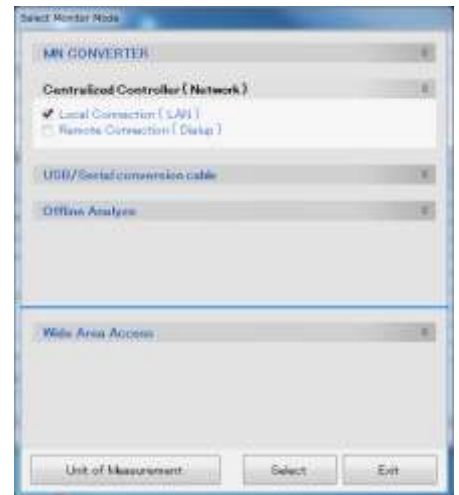 Select Monitor Mode
MN CONVERTER
Centralized Controller ( Network )
Local Connection ( LAN )
Remote Connection ( Dialup )
USB/Serial conversion cable
Offline Analyze
Wide Area Access
Unit of Measurement
Select
Exit